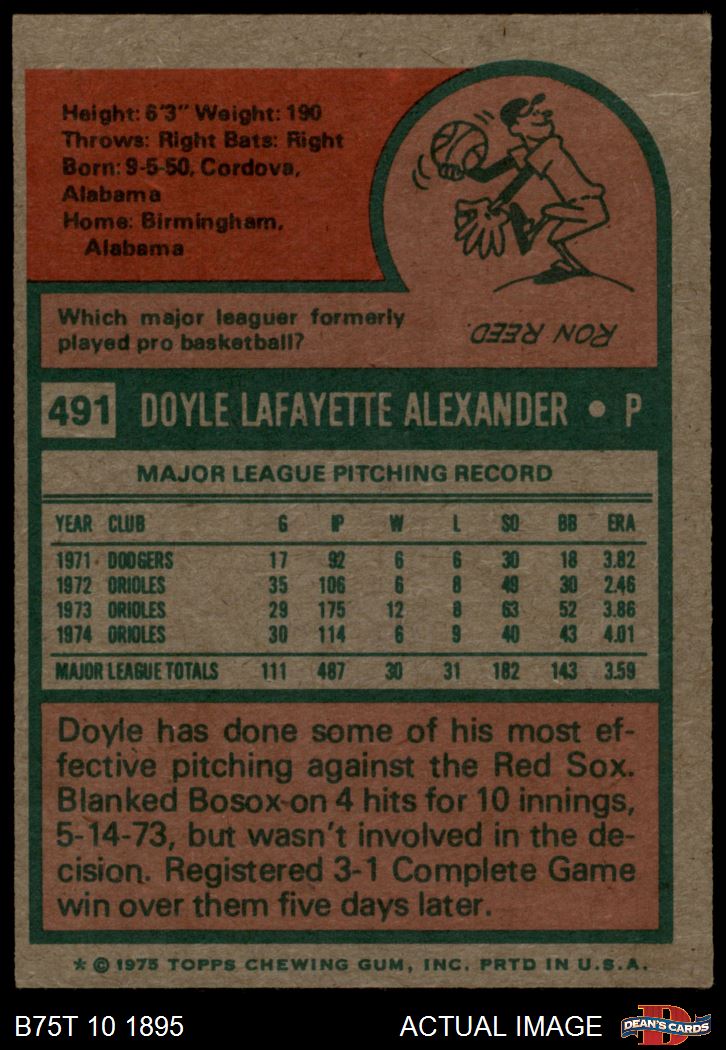 Height: 6'3" Weight: 190
Throws: Right Bats: Right
Born: 9-5-50, Cordova,
Alabama
Home: Birmingham,
Alabama
Which major leaguer formerly
played pro basketball?
RON REED.
491 DOYLE LAFAYETTE ALEXANDER • P
MAJOR LEAGUE PITCHING RECORD
YEAR CLUB G IP W L SO BB ERA
1971 DODGERS 17 92 6 6 30 18 3.82
1972 ORIOLES 35 106 6 8 49 30 2.46
1973 ORIOLES 29 175 12 8 63 52 3.86
1974 ORIOLES 30 114 6 9 40 43 4.01
MAJOR LEAGUE TOTALS 111 487 30 31 182 143 3.59
Doyle has done some of his most ef-
fective pitching against the Red Sox.
Blanked Bosox on 4 hits for 10 innings,
5-14-73, but wasn't involved in the de-
cision. Registered 3-1 Complete Game
win over them five days later.
* © 1975 TOPPS CHEWING GUM, INC. PRTD IN U.S.A.
B75T 10 1895 ACTUAL IMAGE DEAN'S CARDS